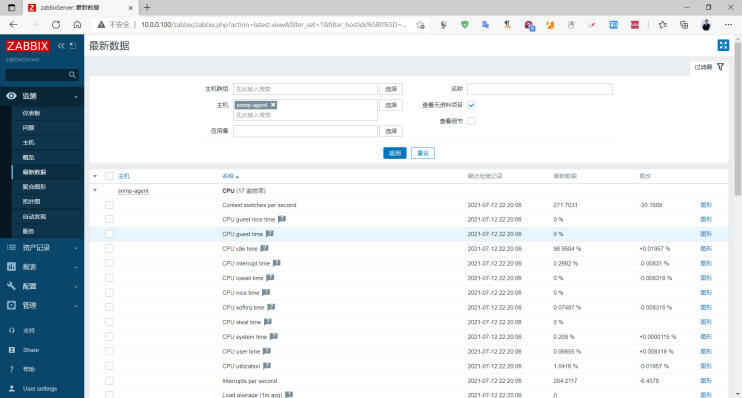 zabbixServer: 最新数据
不安全 10.0.0.100/zabbix/zabbix.php?action=latest.view&filter_set=1&filter_hostids%5B0%5D=...
ZABBIX
zabbixServer
监测
仪表板
问题
主机
概览
最新数据
聚合图形
拓扑图
自动发现
服务
资产记录
报表
配置
管理
支持
Share
帮助
User settings
最新数据
过滤器
主机群组 在此输入搜索 选择 名称
主机 snmp-agent 选择 查看无资料项目
在此输入搜索 查看细节
应用集 选择
应用 重设
主机 名称 最近检查记录 最新数据 更改
snmp-agent CPU (17 监控项)
Context switches per second 2021-07-12 22:20:06 271.7031 -20.1689 图形
CPU guest nice time 2021-07-12 22:20:06 0 % 图形
CPU guest time 2021-07-12 22:20:06 0 % 图形
CPU idle time 2021-07-12 22:20:06 98.9584 % +0.01957 % 图形
CPU interrupt time 2021-07-12 22:20:06 0.2662 % -0.00831 % 图形
CPU iowait time 2021-07-12 22:20:06 0 % -0.008318 % 图形
CPU nice time 2021-07-12 22:20:06 0 % 图形
CPU softirq time 2021-07-12 22:20:06 0.07487 % -0.008315 % 图形
CPU steal time 2021-07-12 22:20:06 0 % 图形
CPU system time 2021-07-12 22:20:06 0.208 % +0.0000115 % 图形
CPU user time 2021-07-12 22:20:06 0.06655 % +0.008319 % 图形
CPU utilization 2021-07-12 22:20:06 1.0416 % -0.01957 % 图形
Interrupts per second 2021-07-12 22:20:06 204.2117 -6.4378 图形
Load average (1m avg) 2021-07-12 22:20:06 0 图形